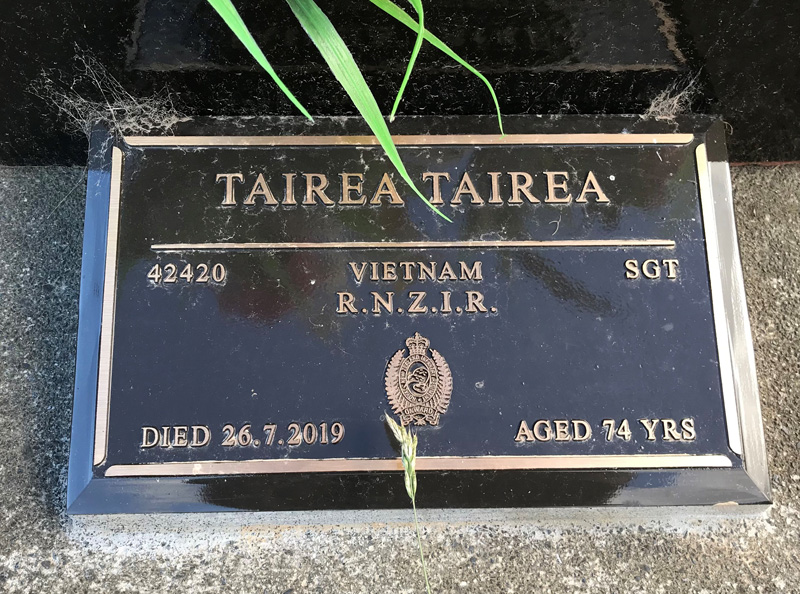 TAIREA TAIREA
42420 VIETNAM SGT
R.N.Z.I.R.
DIED 26.7.2019 AGED 74 YRS